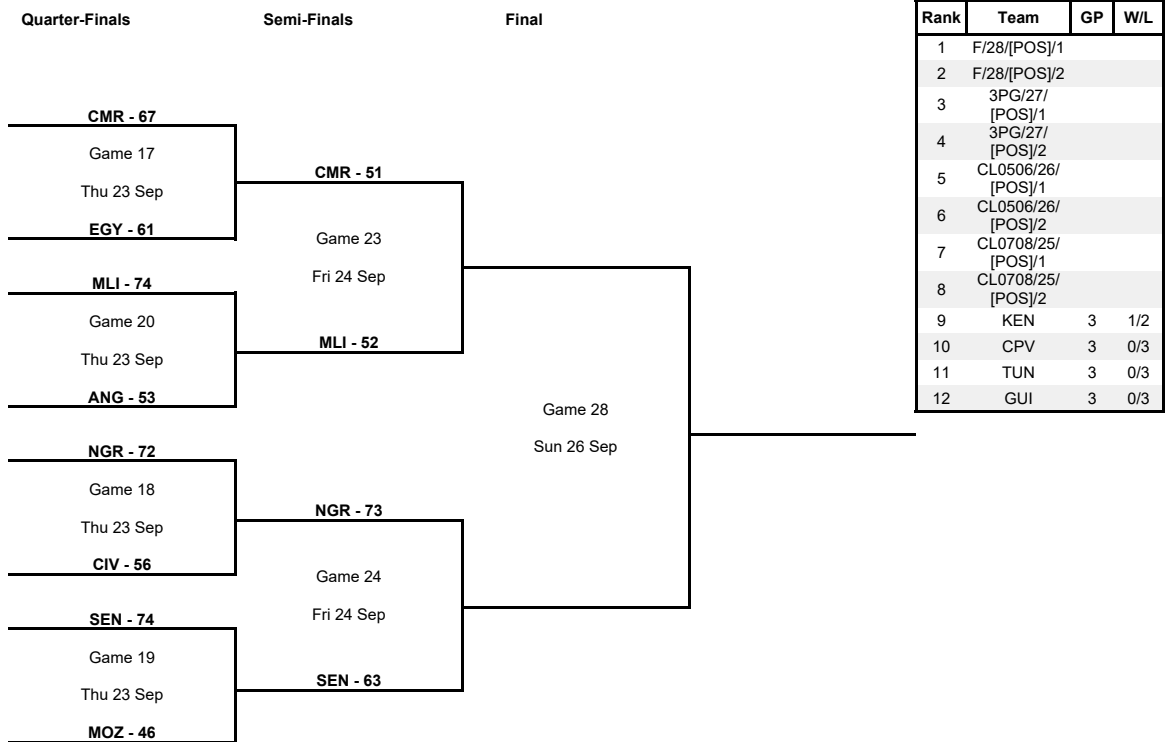 Quarter-Finals Semi-Finals Final
CMR - 67
Game 17
Thu 23 Sep
EGY - 61
MLI - 74
Game 20
Thu 23 Sep
ANG - 53
NGR - 72
Game 18
Thu 23 Sep
CIV - 56
SEN - 74
Game 19
Thu 23 Sep
MOZ - 46
CMR - 51
Game 23
Fri 24 Sep
MLI - 52
NGR - 73
Game 24
Fri 24 Sep
SEN - 63
Game 28
Sun 26 Sep
Rank Team GP W/L
1 F/28/[POS]/1
2 F/28/[POS]/2
3 3PG/27/
[POS]/1
4 3PG/27/
[POS]/2
5 CL0506/26/
[POS]/1
6 CL0506/26/
[POS]/2
7 CL0708/25/
[POS]/1
8 CL0708/25/
[POS]/2
9 KEN 3 1/2
10 CPV 3 0/3
11 TUN 3 0/3
12 GUI 3 0/3